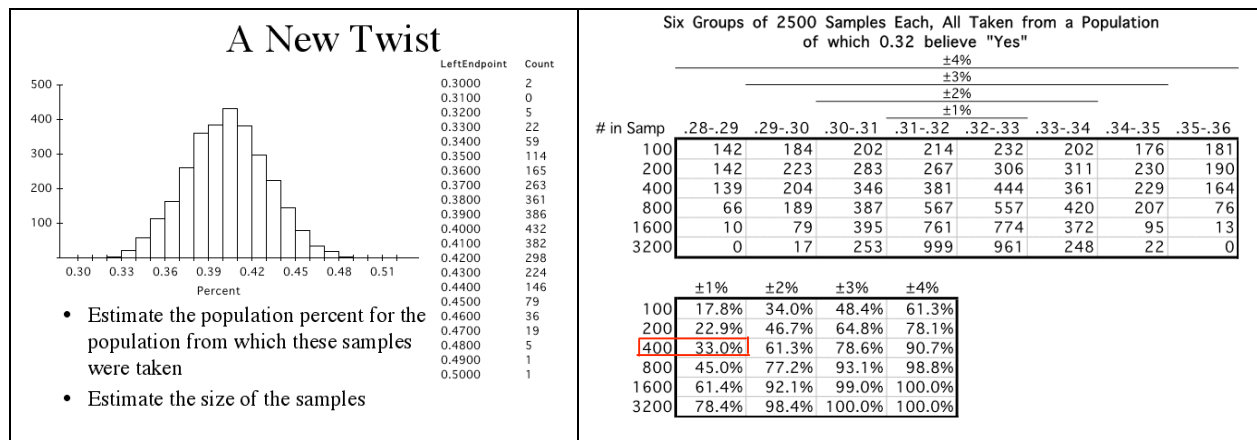 A New Twist
LeftEndpoint Count
0.3000 2
0.3100 0
0.3200 5
0.3300 22
0.3400 59
0.3500 114
0.3600 165
0.3700 263
0.3800 361
0.3900 386
0.4000 432
0.4100 382
0.4200 298
0.4300 224
0.4400 146
0.4500 79
0.4600 36
0.4700 19
0.4800 5
0.4900 1
0.5000 1
500
400
300
200
100
0.30 0.33 0.36 0.39 0.42 0.45 0.48 0.51
Percent
• Estimate the population percent for the
population from which these samples
were taken
• Estimate the size of the samples
Six Groups of 2500 Samples Each, All Taken from a Population
of which 0.32 believe "Yes"
±4%
±3%
±2%
±1%
# in Samp .28-.29 .29-.30 .30-.31 .31-.32 .32-.33 .33-.34 .34-.35 .35-.36
100 142 184 202 214 232 202 176 181
200 142 223 283 267 306 311 230 190
400 139 204 346 381 444 361 229 164
800 66 189 387 567 557 420 207 76
1600 10 79 395 761 774 372 95 13
3200 0 17 253 999 961 248 22 0
±1% ±2% ±3% ±4%
100 17.8% 34.0% 48.4% 61.3%
200 22.9% 46.7% 64.8% 78.1%
400 33.0% 61.3% 78.6% 90.7%
800 45.0% 77.2% 93.1% 98.8%
1600 61.4% 92.1% 99.0% 100.0%
3200 78.4% 98.4% 100.0% 100.0%